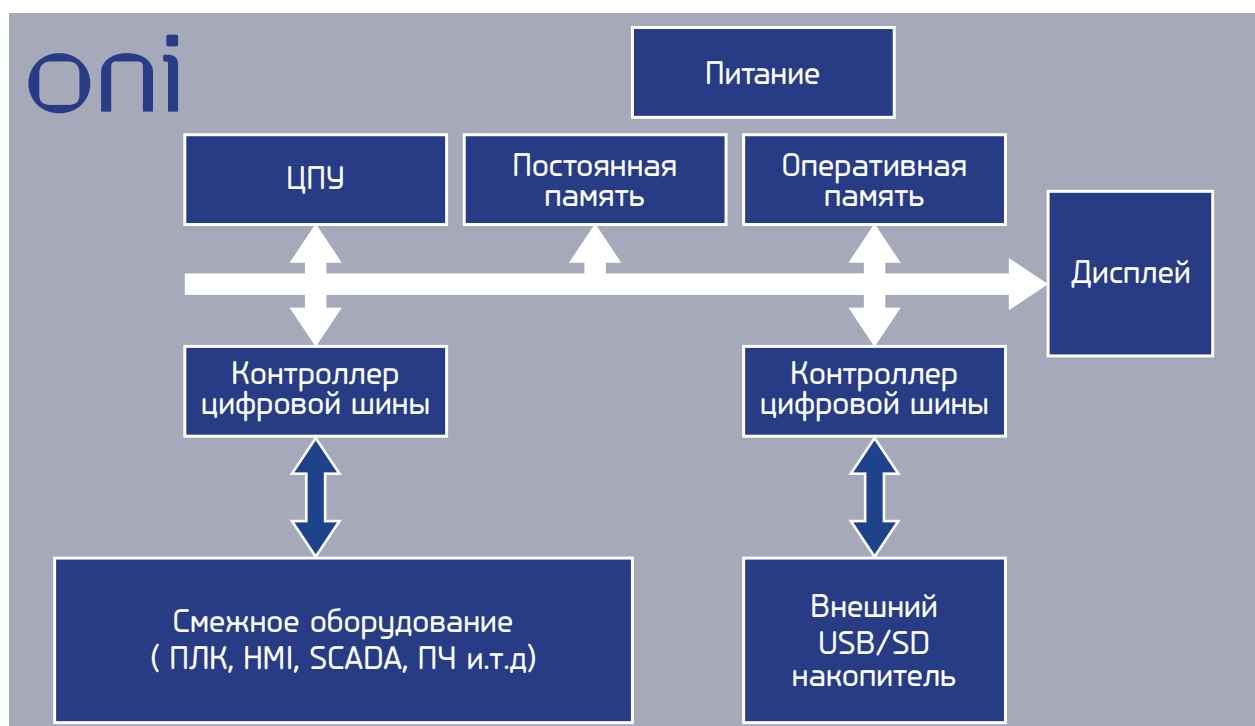 oni
Питание
ЦПУ
Постоянная
память
Оперативная
память
Дисплей
Контроллер
цифровой шины
Контроллер
цифровой шины
Смежное оборудование
( ПЛК, HMI, SCADA, ПЧ и.т.д)
Внешний
USB/SD
накопитель